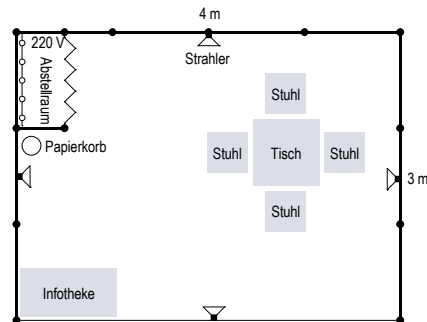 4 m
220 V
Abstellraum
Strahler
Stuhl
Papierkorb
Stuhl
Tisch
Stuhl
3 m
Stuhl
Infotheke